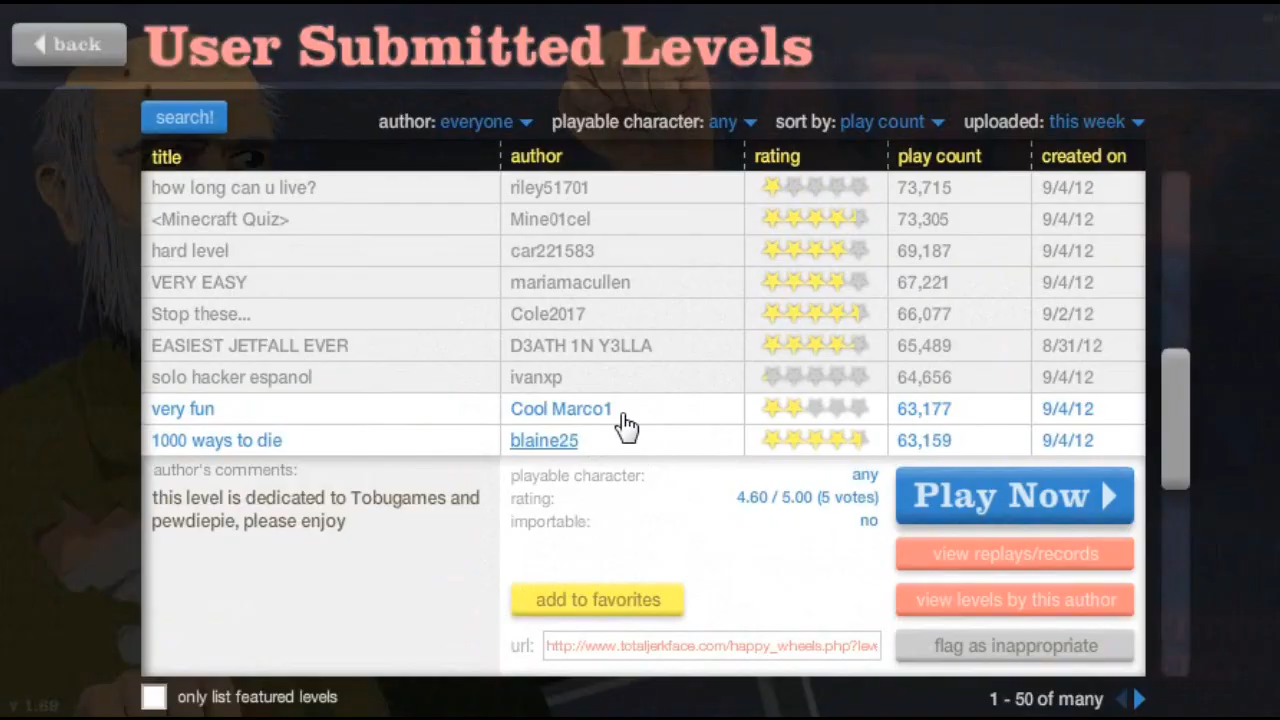 back
User Submitted Levels
search! author: everyone playable character: any sort by: play count uploaded: this week
title author rating play count created on
how long can u live? riley51701 73,715 9/4/12
<Minecraft Quiz> Mine01cel 73,305 9/4/12
hard level car221583 69,187 9/4/12
VERY EASY mariamacullen 67,221 9/4/12
Stop these... Cole2017 66,077 9/2/12
EASIEST JETFALL EVER D3ATH 1N Y3LLA 65,489 8/31/12
solo hacker espanol ivanxp 64,656 9/4/12
very fun Cool Marco1 63,177 9/4/12
1000 ways to die blaine25 63,159 9/4/12
author's comments:
this level is dedicated to Tobugames and
pewdiepie, please enjoy
playable character: any
rating: 4.60 / 5.00 (5 votes)
importable: no
add to favorites
url: http://www.totaljerkface.com/happy_wheels.php?lev
Play Now
view replays/records
view levels by this author
flag as inappropriate
only list featured levels
1 - 50 of many
v 1.69